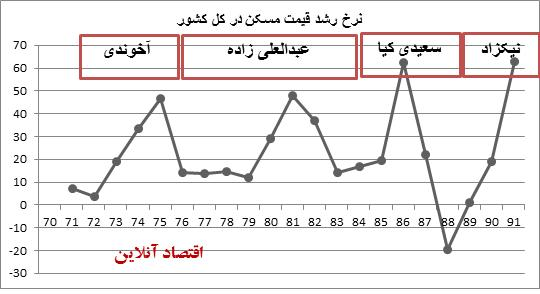 نرخ رشد قیمت مسکن در کل کشور
نیکزاد
سعیدی کیا
عبدالعلی زاده
آخوندی
70
60
50
40
30
20
10
0
-10
-20
-30
70 71 72 73 74 75 76 77 78 79 80 81 82 83 84 85 86 87 88 89 90 91
اقتصاد آنلاین